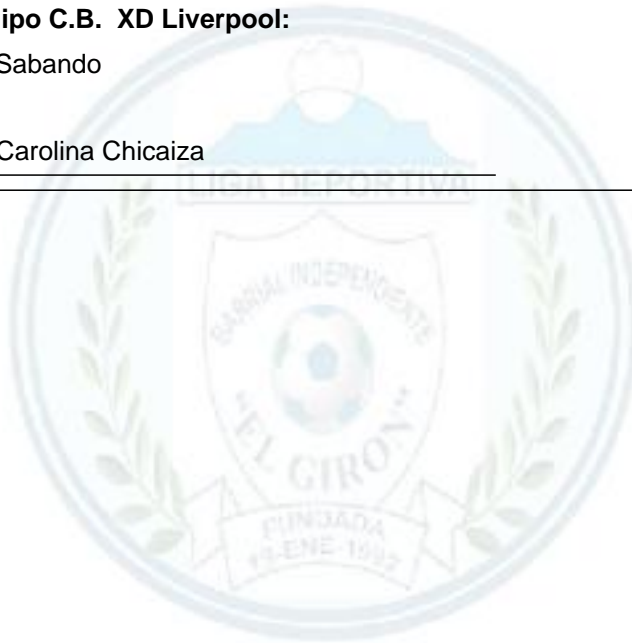 ipo C.B. XD Liverpool:
Sabando
Carolina Chicaiza
LIGA DEPORTIVA
BARRIAL INDEPENDIENTE
"EL GIRON"
FUNDADA